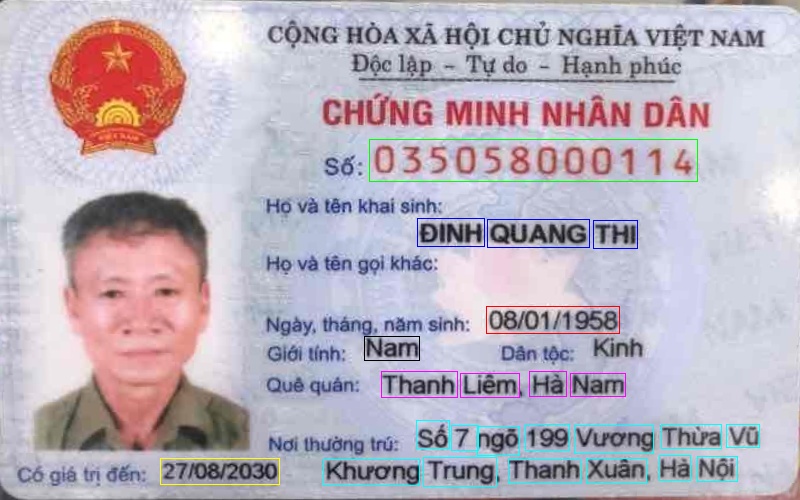 CỘNG HÒA XÃ HỘI CHỦ NGHĨA VIỆT NAM
Độc lập - Tự do - Hạnh phúc
CHỨNG MINH NHÂN DÂN
Số: 035058000114
Họ và tên khai sinh:
ĐINH QUANG THI
Họ và tên gọi khác:
Ngày, tháng, năm sinh: 08/01/1958
Giới tính: Nam Dân tộc: Kinh
Quê quán: Thanh Liêm, Hà Nam
Nơi thường trú: Số 7 ngõ 199 Vương Thừa Vũ
Có giá trị đến: 27/08/2030 Khương Trung, Thanh Xuân, Hà Nội
VIỆT NAM